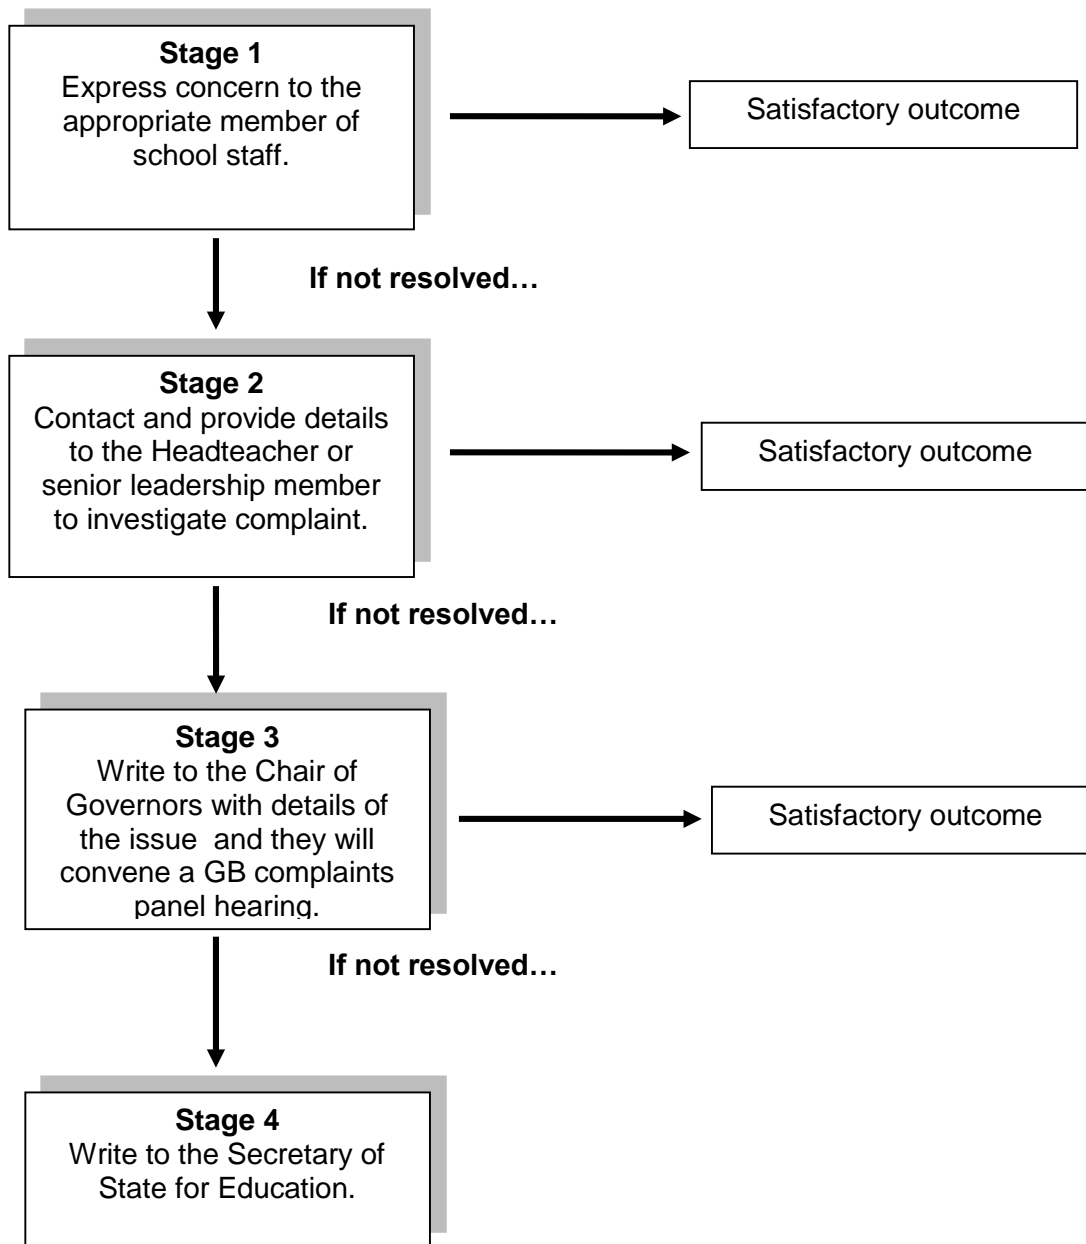 Stage 1
Express concern to the
appropriate member of
school staff.
Satisfactory outcome
If not resolved…
Stage 2
Contact and provide details
to the Headteacher or
senior leadership member
to investigate complaint.
Satisfactory outcome
If not resolved…
Stage 3
Write to the Chair of
Governors with details of
the issue  and they will
convene a GB complaints
panel hearing.
Satisfactory outcome
If not resolved…
Stage 4
Write to the Secretary of
State for Education.